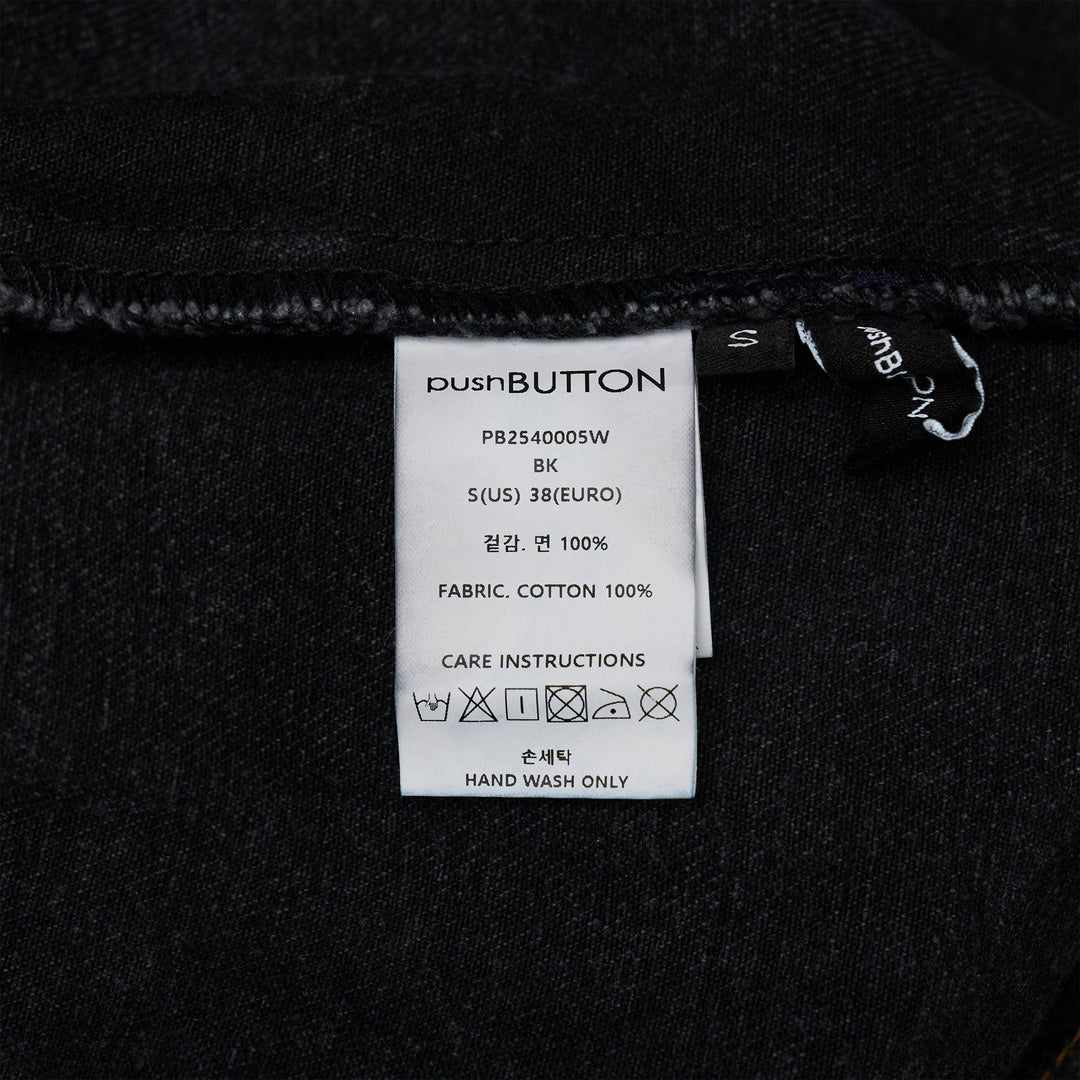 pushBUTTON
PB2540005W
BK
S(US) 38(EURO)
겉감. 면 100%
FABRIC. COTTON 100%
CARE INSTRUCTIONS
손세탁
HAND WASH ONLY
S